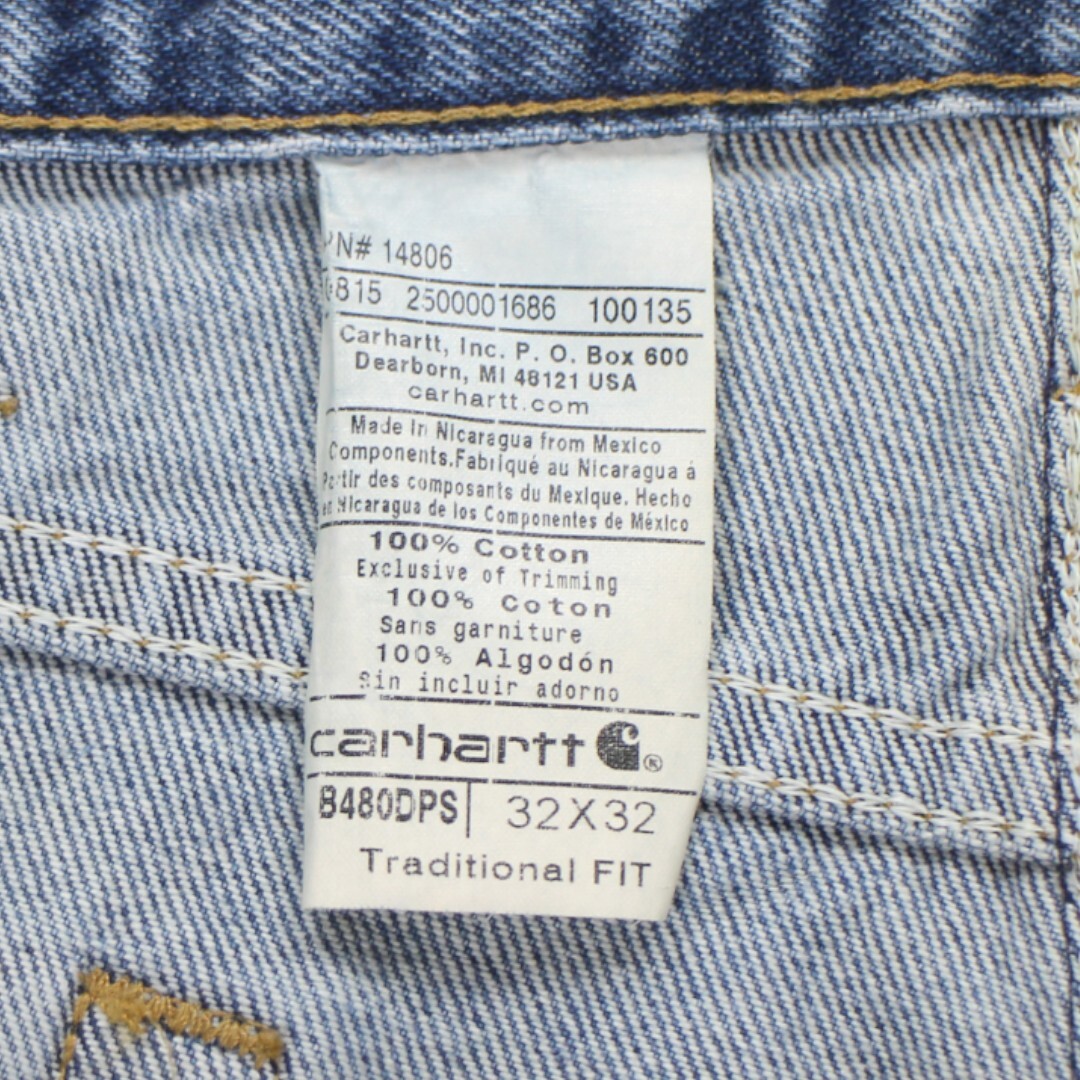 RN# 14806
0815 2500001686 100135
Carhartt, Inc. P. O. Box 600
Dearborn, MI 48121 USA
carhartt.com
Made in Nicaragua from Mexico
Components.Fabriqué au Nicaragua á
Partir des composants du Mexique. Hecho
en Nicaragua de los Componentes de México
100% Cotton
Exclusive of Trimming
100% Coton
Sans garniture
100% Algodón
Sin incluir adorno
carhartt ®
B480DPS 32X32
Traditional FIT